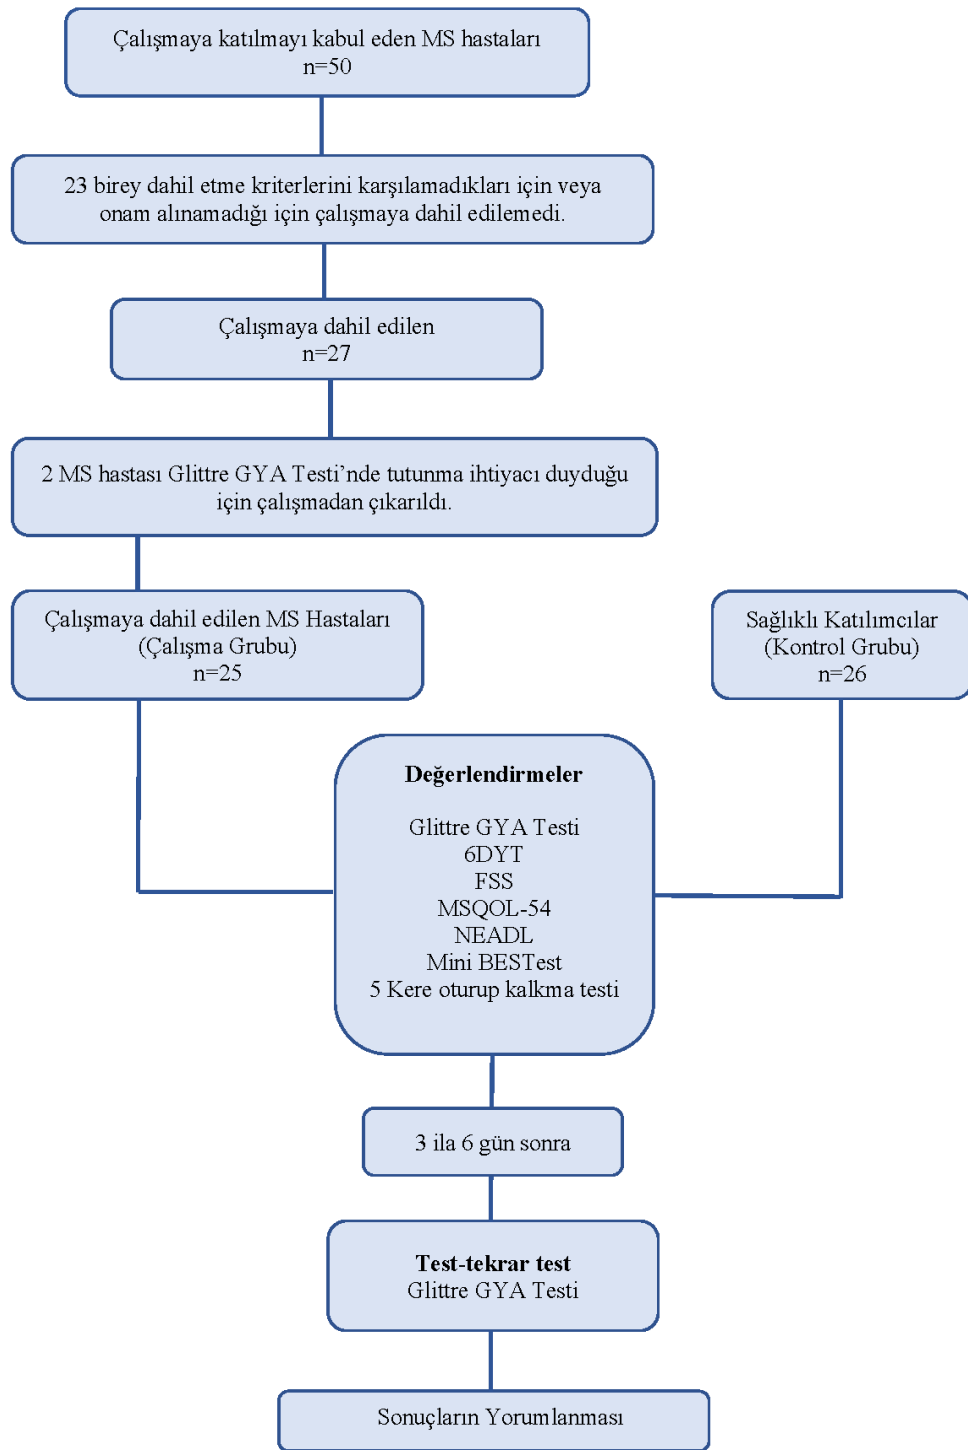 Çalışmaya katılmayı kabul eden MS hastaları
n=50
23 birey dahil etme kriterlerini karşılamadıkları için veya
onam alınamadığı için çalışmaya dahil edilemedi.
Çalışmaya dahil edilen
n=27
2 MS hastası Glittre GYA Testi’nde tutunma ihtiyacı duyduğu
için çalışmadan çıkarıldı.
Çalışmaya dahil edilen MS Hastaları
(Çalışma Grubu)
n=25
Sağlıklı Katılımcılar
(Kontrol Grubu)
n=26
Değerlendirmeler
Glittre GYA Testi
6DYT
FSS
MSQOL-54
NEADL
Mini BESTest
5 Kere oturup kalkma testi
3 ila 6 gün sonra
Test-tekrar test
Glittre GYA Testi
Sonuçların Yorumlanması